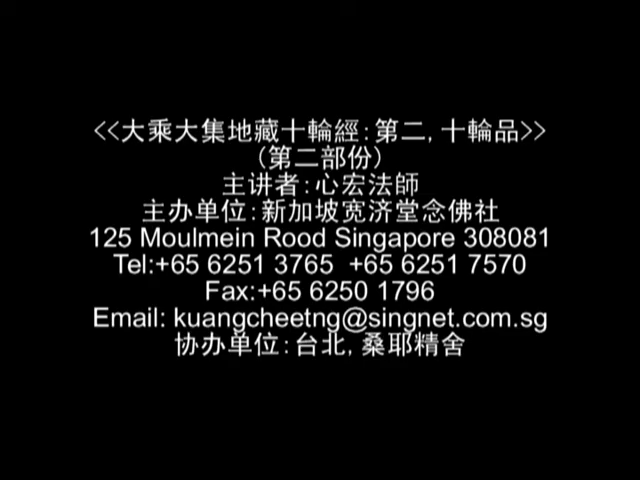 <<大乘大集地藏十輪經:第二,十輪品>>
(第二部份)
主讲者:心宏法師
主办单位:新加坡宽济堂念佛社
125 Moulmein Rood Singapore 308081
Tel:+65 6251 3765  +65 6251 7570
Fax:+65 6250 1796
Email: kuangcheetng@singnet.com.sg
协办单位:台北,桑耶精舍